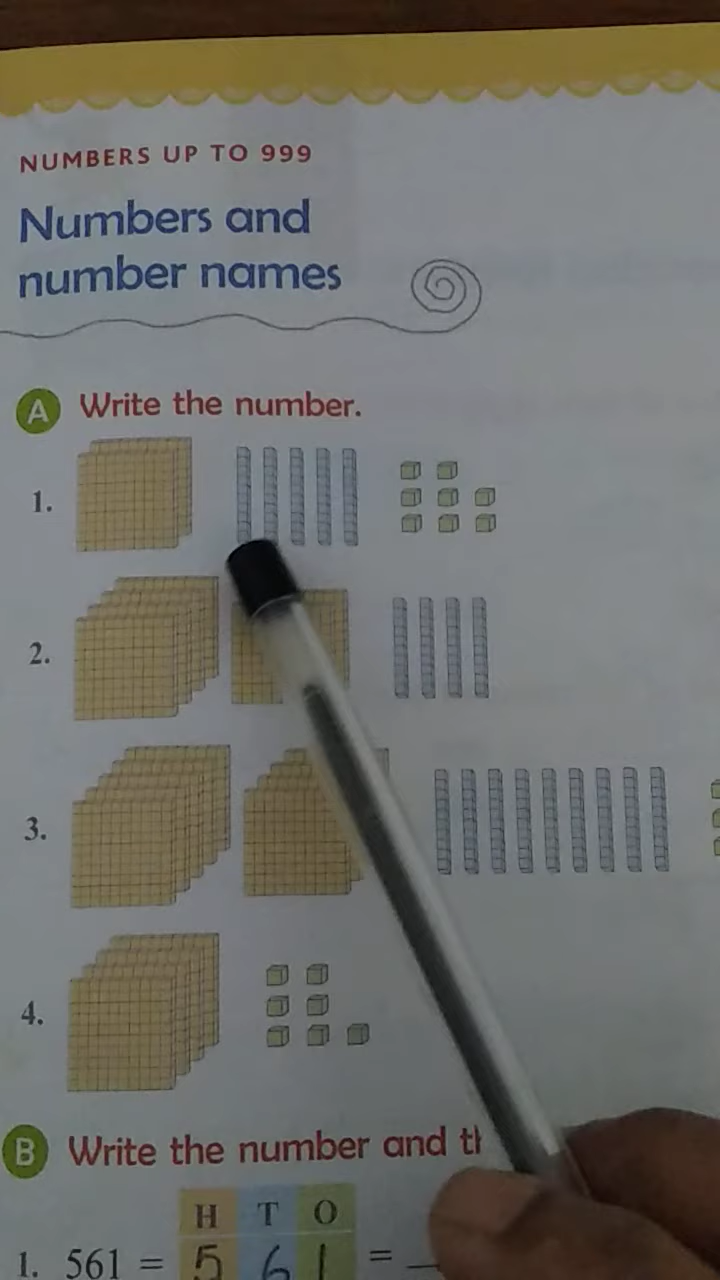 NUMBERS UP TO 999
Numbers and
number names
A Write the number.
1.
2.
3.
4.
B Write the number and
H T O
1. 561 = 5 6 1 =